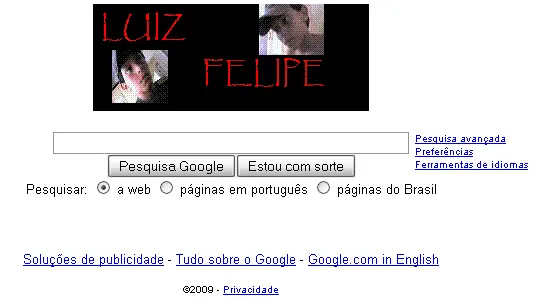 LUIZ
FELIPE
Pesquisa avançada
Preferências
Ferramentas de idiomas
Pesquisa Google Estou com sorte
Pesquisar: a web páginas em português páginas do Brasil
Soluções de publicidade - Tudo sobre o Google - Google.com in English
©2009 - Privacidade